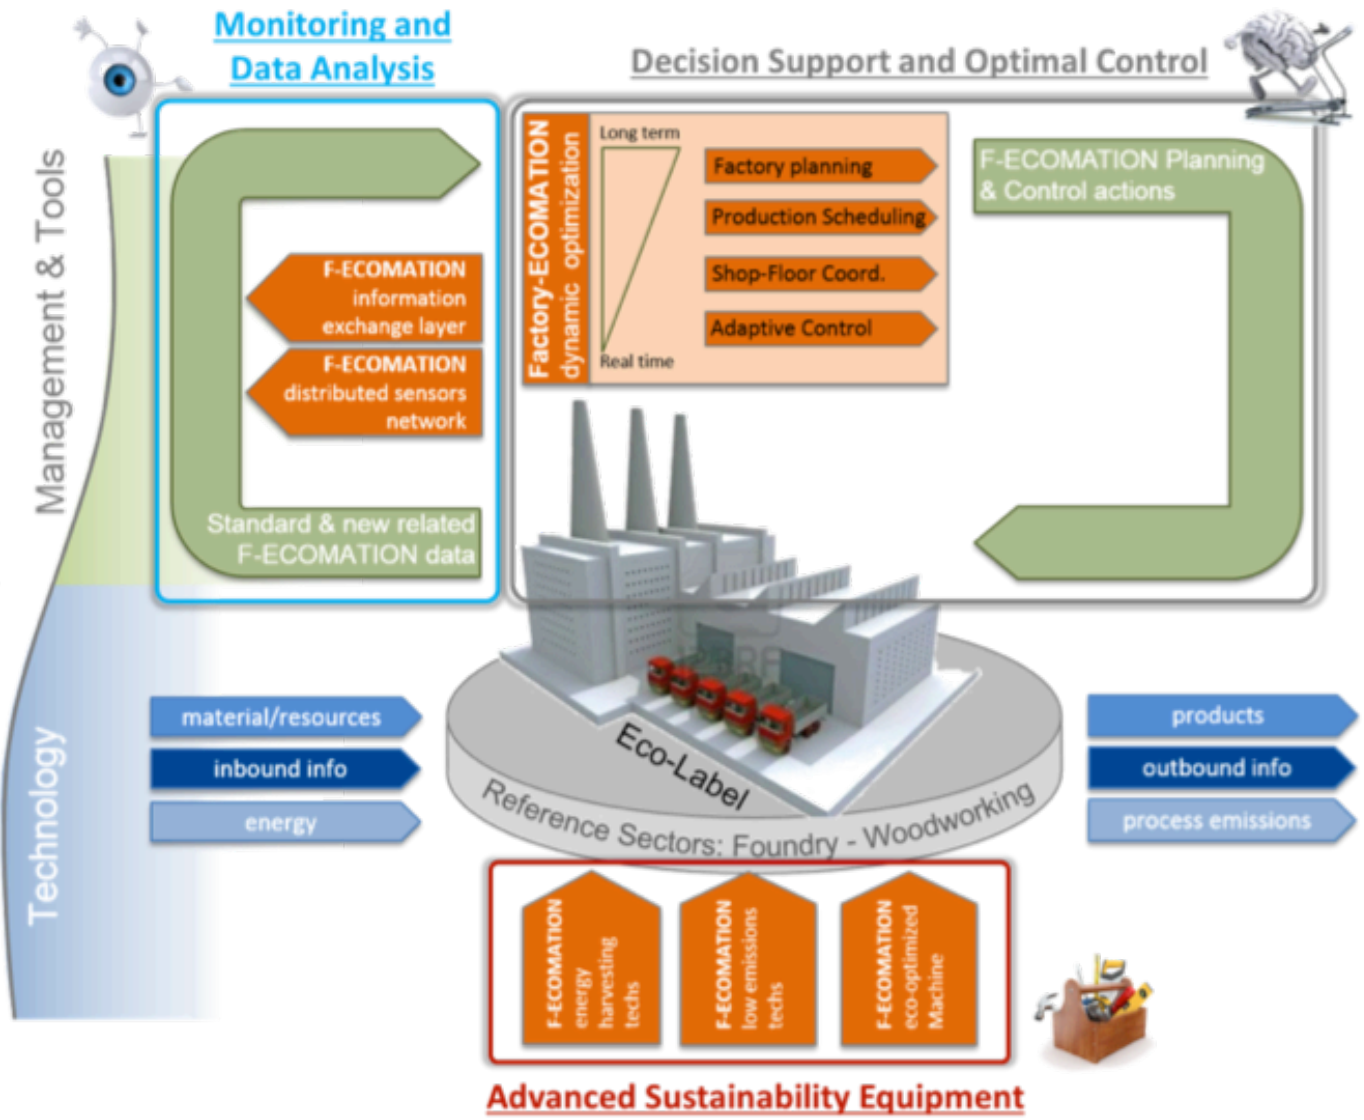 Monitoring and
Data Analysis
Decision Support and Optimal Control
Management & Tools
Technology
Factory-ECOMATION
dynamic optimization
Long term
Real time
Factory planning
Production Scheduling
Shop-Floor Coord.
Adaptive Control
F-ECOMATION Planning
& Control actions
F-ECOMATION
information
exchange layer
F-ECOMATION
distributed sensors
network
Standard & new related
F-ECOMATION data
material/resources
inbound info
energy
products
outbound info
process emissions
Eco-Label
Reference Sectors: Foundry - Woodworking
F-ECOMATION
energy
harvesting
techs
F-ECOMATION
low emissions
techs
F-ECOMATION
eco-optimized
Machine
Advanced Sustainability Equipment